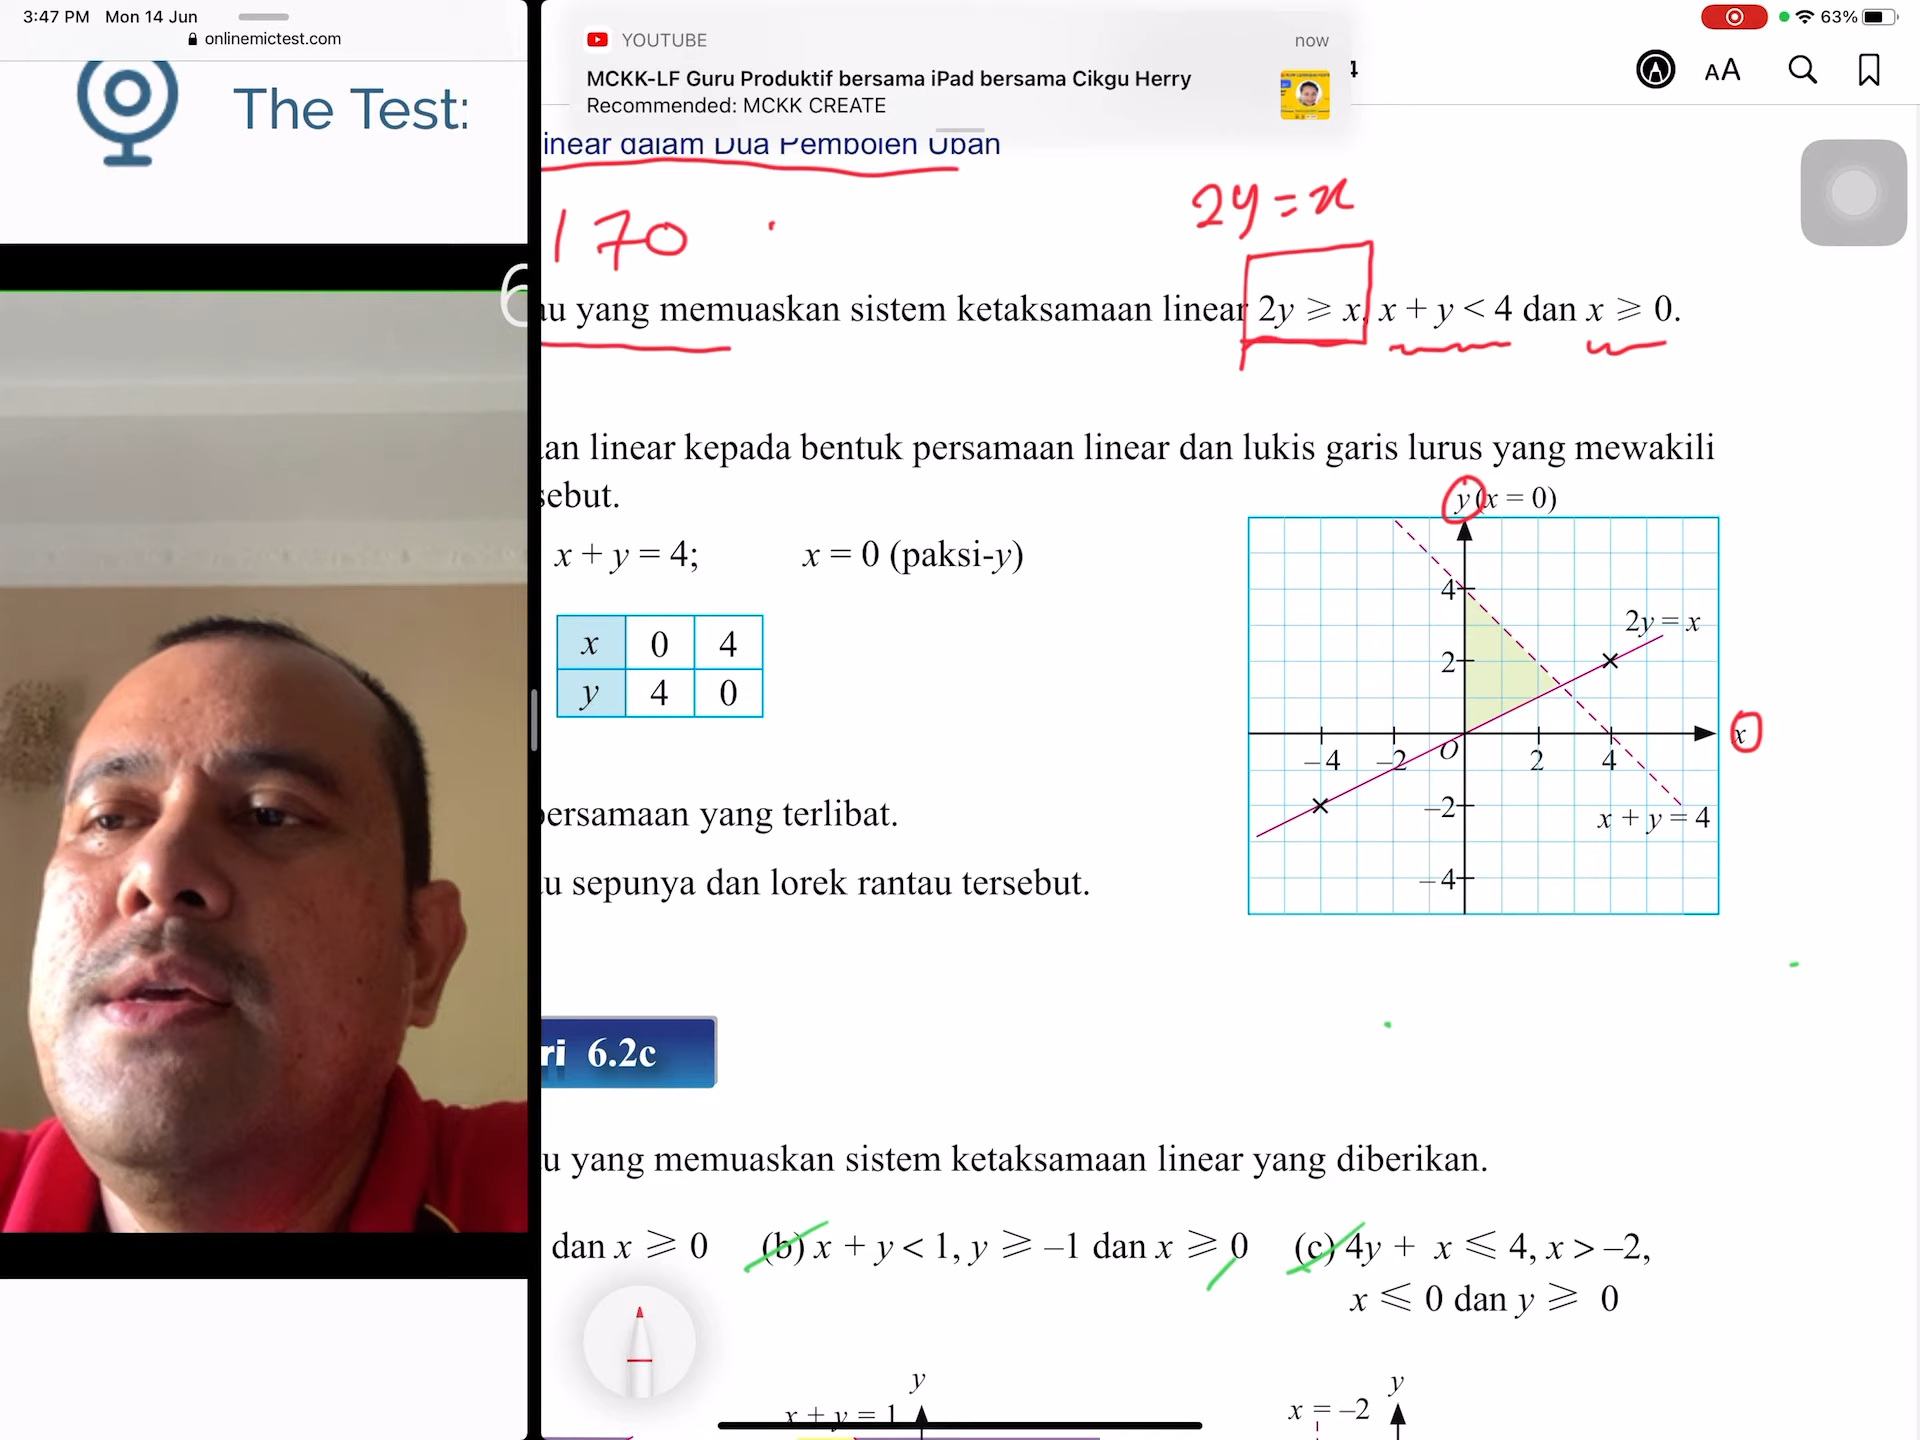 3:47 PM Mon 14 Jun
onlinemictest.com
The Test:
YOUTUBE
now
MCKK-LF Guru Produktif bersama iPad bersama Cikgu Herry
Recommended: MCKK CREATE
63%
4
AA
inear dalam Dua Pemboleh Ubah
170
2y = x
6
au yang memuaskan sistem ketaksamaan linear 2y ⩾ x, x + y < 4 dan x ⩾ 0.
an linear kepada bentuk persamaan linear dan lukis garis lurus yang mewakili
sebut.
x + y = 4; x = 0 (paksi-y)
x 0 4
y 4 0
y (x = 0)
4
2y = x
2
x
–4 –2 O 2 4
–2
x + y = 4
–4
persamaan yang terlibat.
u sepunya dan lorek rantau tersebut.
ri 6.2c
u yang memuaskan sistem ketaksamaan linear yang diberikan.
dan x ⩾ 0 (b) x + y < 1, y ⩾ –1 dan x ⩾ 0 (c) 4y + x ⩽ 4, x > –2,
x ⩽ 0 dan y ⩾ 0
y
x + y = 1
y
x = –2